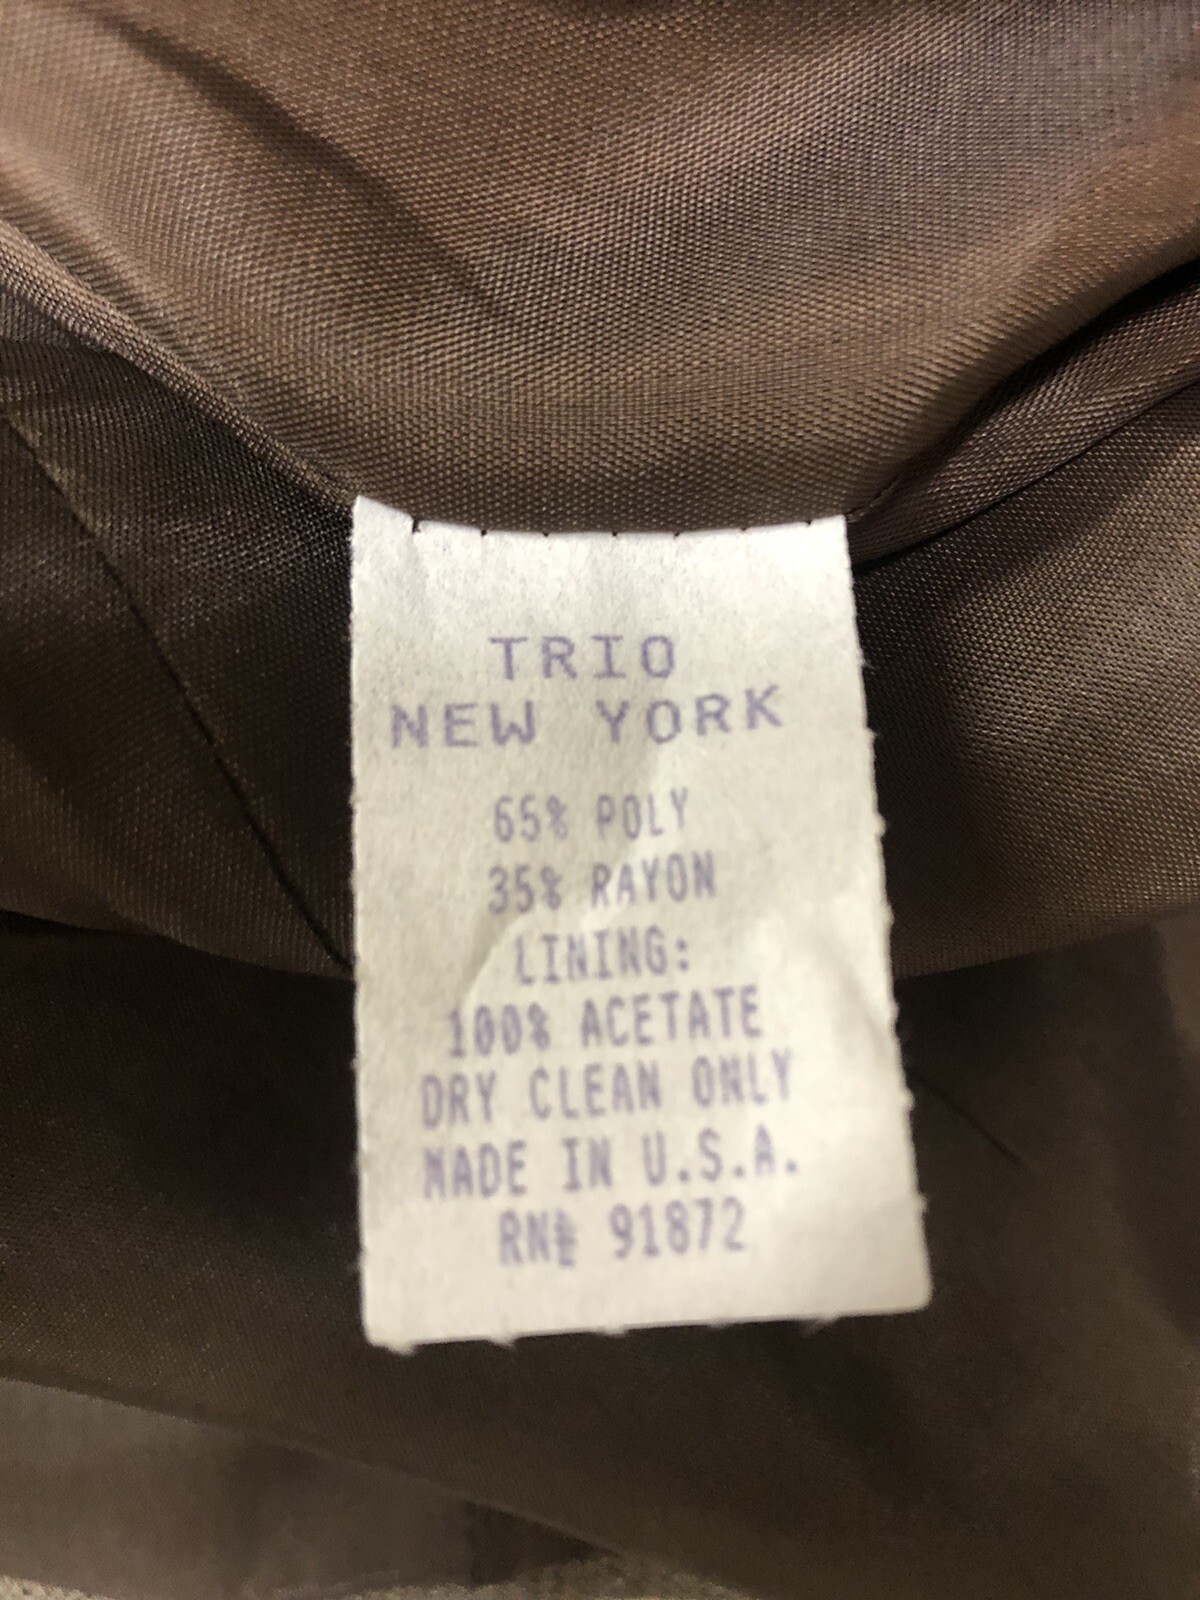 TRIO
NEW YORK
65% POLY
35% RAYON
LINING:
100% ACETATE
DRY CLEAN ONLY
MADE IN U.S.A.
RN# 91872